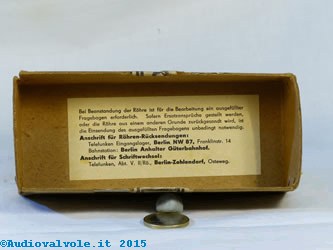 Bei Beanstandung der Röhre ist für die Bearbeitung ein ausgefüllter
Fragebogen erforderlich. Sofern Ersatzansprüche gestellt werden,
oder die Röhre aus einem anderen Grunde zurückgesandt wird, ist
die Einsendung des ausgefüllten Fragebogens unbedingt notwendig.
Anschrift für Röhren-Rücksendungen:
Telefunken Eingangslager, Berlin NW 87, Franklinstr. 14
Bahnstation: Berlin Anhalter Güterbahnhof.
Anschrift für Schriftwechsel:
Telefunken, Abt. V. II/Rö., Berlin-Zehlendorf, Osteweg.
©Audiovalvole.it 2015